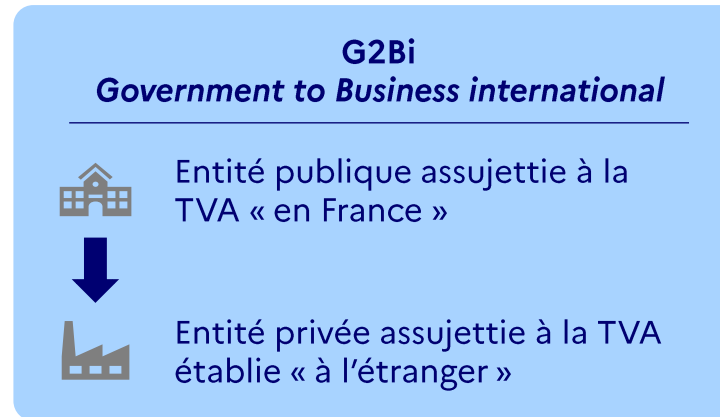 G2Bi
Government to Business international
Entité publique assujettie à la
TVA « en France »
Entité privée assujettie à la TVA
établie « à l’étranger »